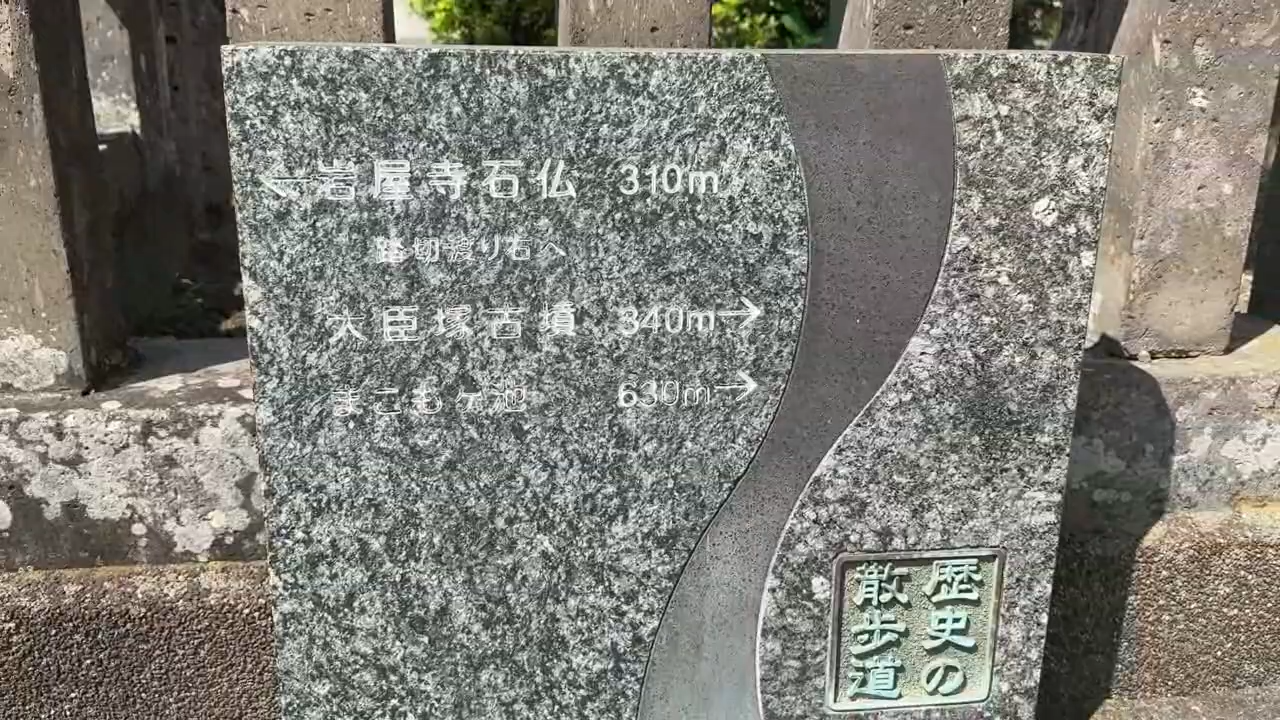 ←岩屋寺石仏 310m
踏切渡り右へ
大臣塚古墳 340m→
まこもヶ池 630m→
歴史の
散歩道